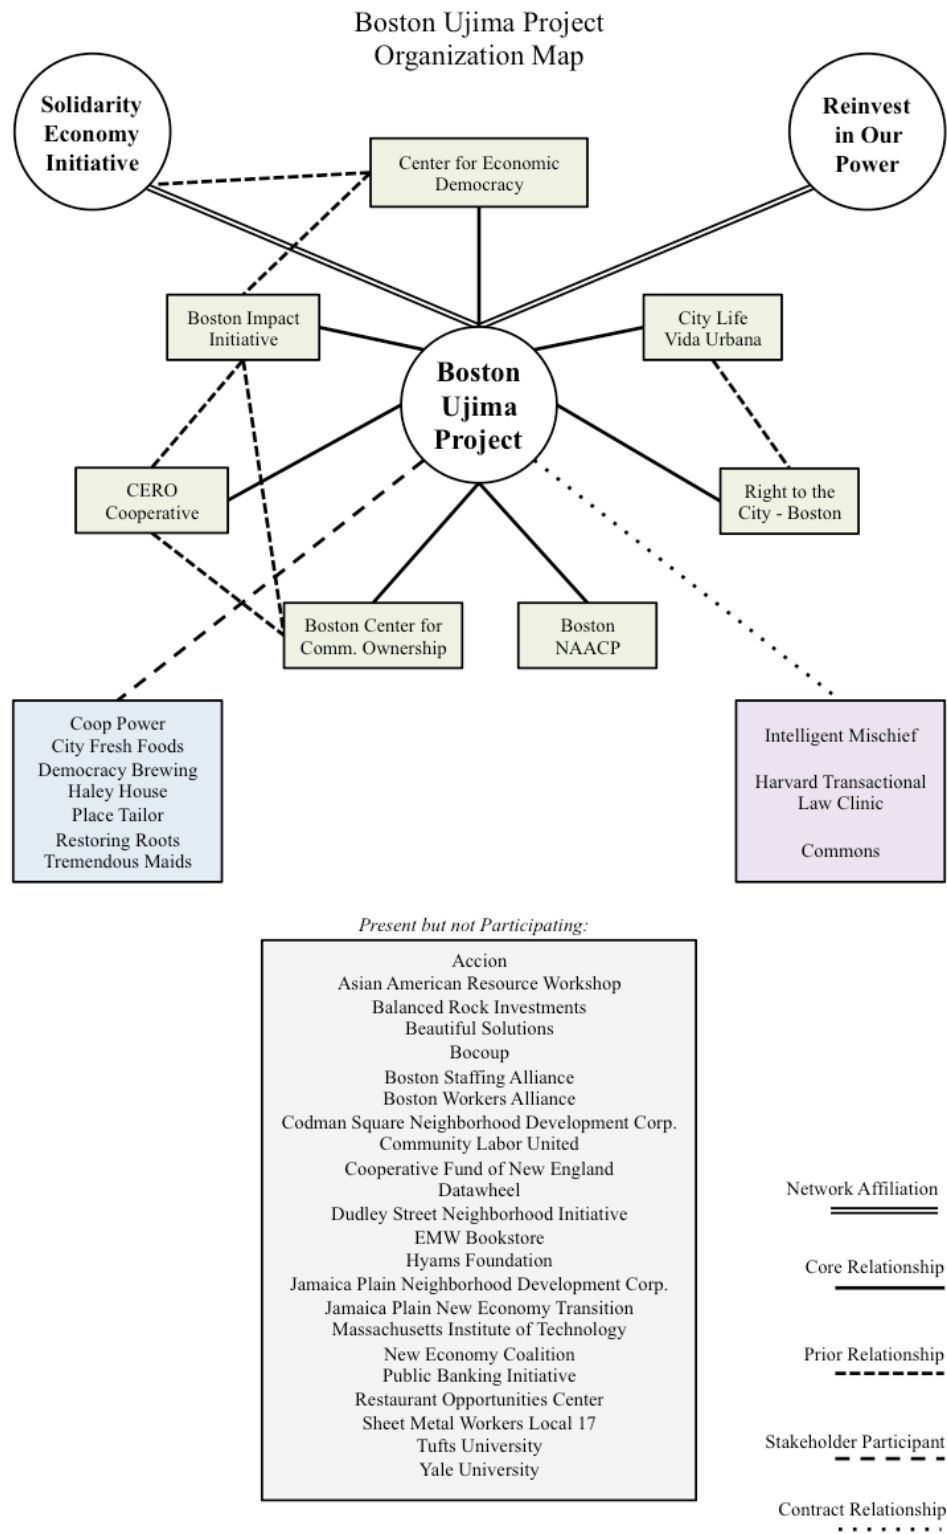 Boston Ujima Project
Organization Map
Solidarity
Economy
Initiative
Reinvest
in Our
Power
Center for Economic
Democracy
Boston Impact
Initiative
City Life
Vida Urbana
Boston
Ujima
Project
CERO
Cooperative
Right to the
City - Boston
Boston Center for
Comm. Ownership
Boston
NAACP
Coop Power
City Fresh Foods
Democracy Brewing
Haley House
Place Tailor
Restoring Roots
Tremendous Maids
Intelligent Mischief
Harvard Transactional
Law Clinic
Commons
Present but not Participating:
Accion
Asian American Resource Workshop
Balanced Rock Investments
Beautiful Solutions
Bocoup
Boston Staffing Alliance
Boston Workers Alliance
Codman Square Neighborhood Development Corp.
Community Labor United
Cooperative Fund of New England
Datawheel
Dudley Street Neighborhood Initiative
EMW Bookstore
Hyams Foundation
Jamaica Plain Neighborhood Development Corp.
Jamaica Plain New Economy Transition
Massachusetts Institute of Technology
New Economy Coalition
Public Banking Initiative
Restaurant Opportunities Center
Sheet Metal Workers Local 17
Tufts University
Yale University
Network Affiliation
Core Relationship
Prior Relationship
Stakeholder Participant
Contract Relationship